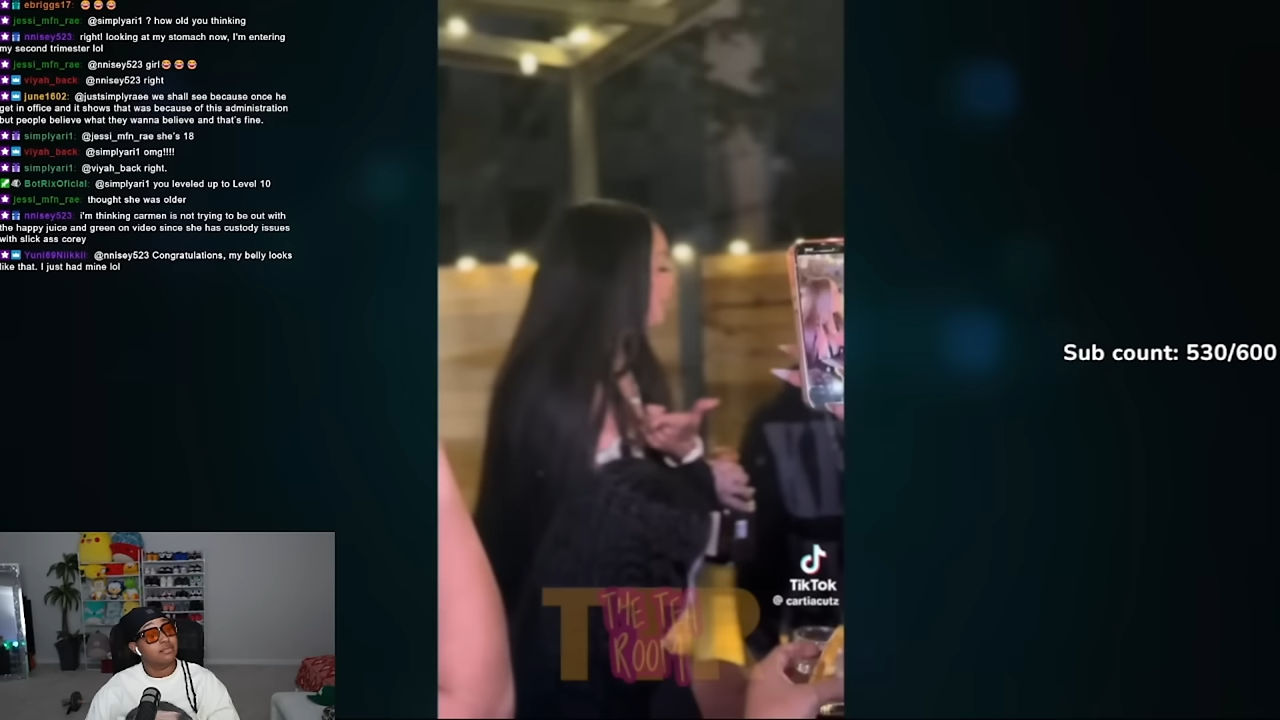 ebriggs17:
jessi_mfn_rae: @simplyari1 ? how old you thinking
nnisey523: right! looking at my stomach now, I'm entering
my second trimester lol
jessi_mfn_rae: @nnisey523 girl
viyah_back: @nnisey523 right
june1602: @justsimplyraee we shall see because once he
get in office and it shows that was because of this administration
but people believe what they wanna believe and that's fine.
simplyari1: @jessi_mfn_rae she's 18
viyah_back: @simplyari1 omg!!!!
simplyari1: @viyah_back right.
BotRixOficial: @simplyari1 you leveled up to Level 10
jessi_mfn_rae: thought she was older
nnisey523: i'm thinking carmen is not trying to be out with
the happy juice and green on video since she has custody issues
with slick ass corey
Yuni69Niikkii: @nnisey523 Congratulations, my belly looks
like that. I just had mine lol
Sub count: 530/600
TikTok
@cartiacutz
THE TEA
ROOM